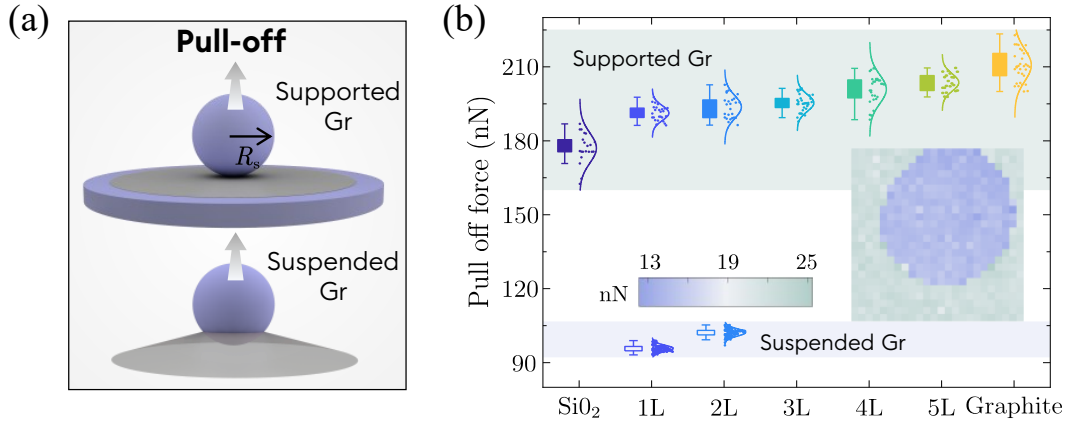 (a)
Pull-off
Supported
Gr
Rs
Suspended
Gr
(b)
Pull off force (nN)
210
180
150
120
90
Supported Gr
13 19 25
nN
Suspended Gr
Si0₂ 1L 2L 3L 4L 5L Graphite